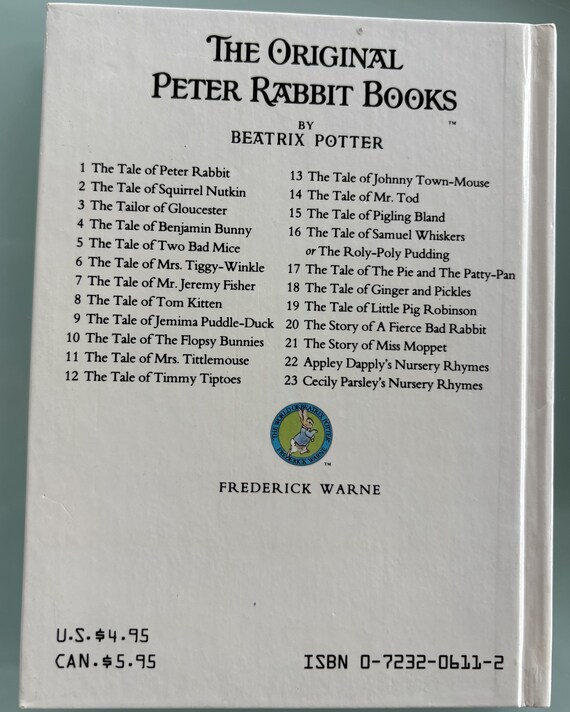 THE ORIGINAL
PETER RABBIT BOOKS
™
BY
BEATRIX POTTER
1 The Tale of Peter Rabbit
2 The Tale of Squirrel Nutkin
3 The Tailor of Gloucester
4 The Tale of Benjamin Bunny
5 The Tale of Two Bad Mice
6 The Tale of Mrs. Tiggy-Winkle
7 The Tale of Mr. Jeremy Fisher
8 The Tale of Tom Kitten
9 The Tale of Jemima Puddle-Duck
10 The Tale of The Flopsy Bunnies
11 The Tale of Mrs. Tittlemouse
12 The Tale of Timmy Tiptoes
13 The Tale of Johnny Town-Mouse
14 The Tale of Mr. Tod
15 The Tale of Pigling Bland
16 The Tale of Samuel Whiskers
or The Roly-Poly Pudding
17 The Tale of The Pie and The Patty-Pan
18 The Tale of Ginger and Pickles
19 The Tale of Little Pig Robinson
20 The Story of A Fierce Bad Rabbit
21 The Story of Miss Moppet
22 Appley Dapply's Nursery Rhymes
23 Cecily Parsley's Nursery Rhymes
THE WORLD OF BEATRIX POTTER
FREDERICK WARNE
™
FREDERICK WARNE
U.S.$4.95
CAN.$5.95
ISBN 0-7232-0611-2